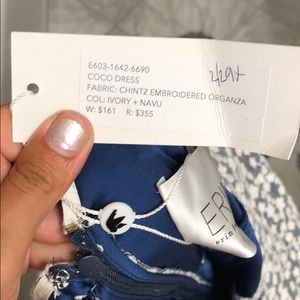 E603-1642-6690
COCO DRESS
FABRIC: CHINTZ EMBROIDERED ORGANZA
COL: IVORY + NAVU
W: $161 R: $355